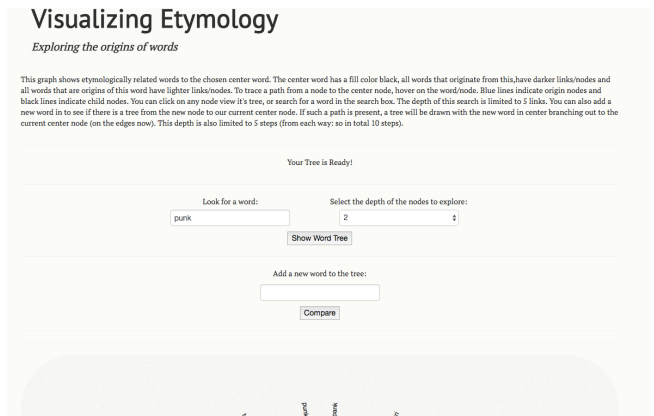 Visualizing Etymology
Exploring the origins of words
This graph shows etymologically related words to the chosen center word. The center word has a fill color black, all words that originate from this,have darker links/nodes and
all words that are origins of this word have lighter links/nodes. To trace a path from a node to the center node, hover on the word/node. Blue lines indicate origin nodes and
black lines indicate child nodes. You can click on any node view it's tree, or search for a word in the search box. The depth of this search is limited to 5 links. You can also add a
new word in to see if there is a tree from the new node to our current center node. If such a path is present, a tree will be drawn with the new word in center branching out to the
current center node (on the edges now). This depth is also limited to 5 steps (from each way: so in total 10 steps).
Your Tree is Ready!
Look for a word: Select the depth of the nodes to explore:
punk 2
Show Word Tree
Add a new word to the tree:
Compare